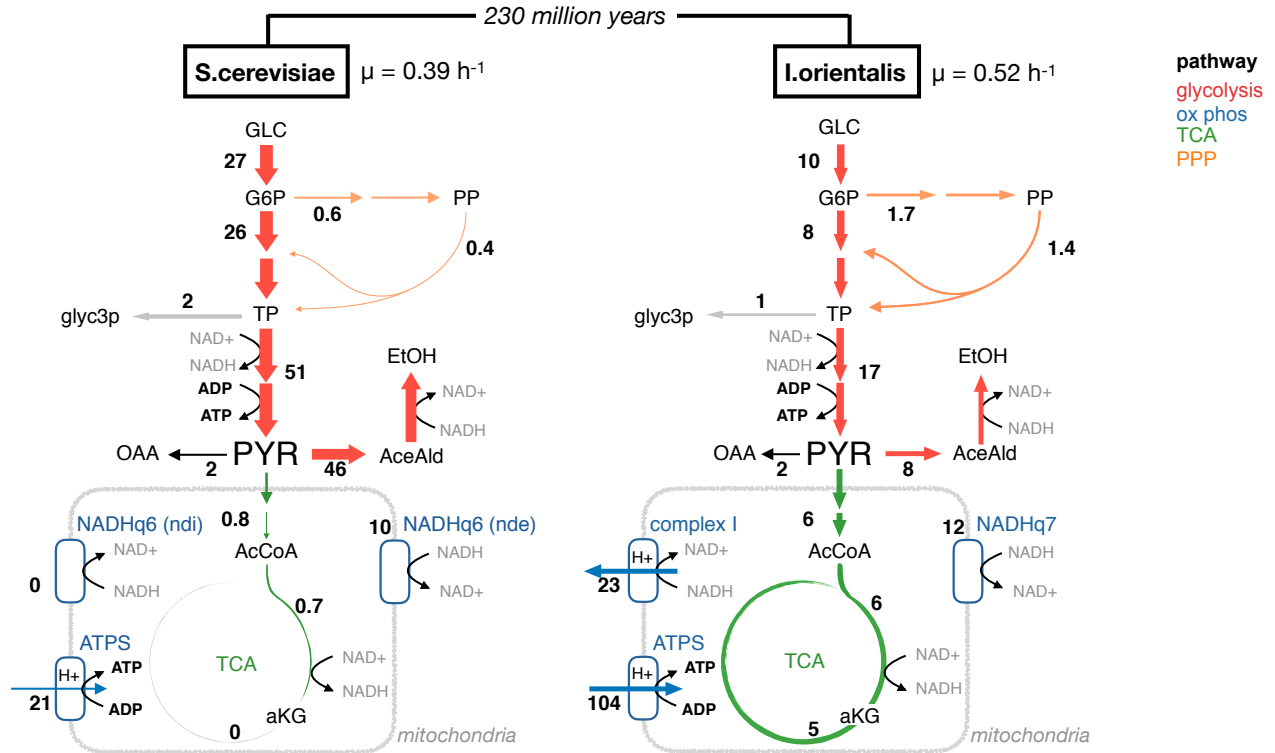 230 million years
S.cerevisiae
μ = 0.39 h-1
GLC
27
G6P
0.6
PP
26
0.4
2
glyc3p
TP
NAD+
NADH
51
ADP
ATP
EtOH
NAD+
NADH
OAA
2
PYR
46
AceAld
NADHq6 (ndi)
NAD+
NADH
0
0.8
AcCoA
10
NADHq6 (nde)
NADH
NAD+
0.7
ATPS
H+
ATP
ADP
21
TCA
NAD+
NADH
aKG
0
mitochondria
I.orientalis
μ = 0.52 h-1
GLC
10
G6P
1.7
PP
8
1.4
1
glyc3p
TP
NAD+
NADH
17
ADP
ATP
EtOH
NAD+
NADH
OAA
2
PYR
8
AceAld
complex I
H+
NAD+
NADH
23
6
AcCoA
12
NADHq7
NADH
NAD+
6
ATPS
H+
ATP
ADP
104
TCA
NAD+
NADH
aKG
5
mitochondria
pathway
glycolysis
ox phos
TCA
PPP